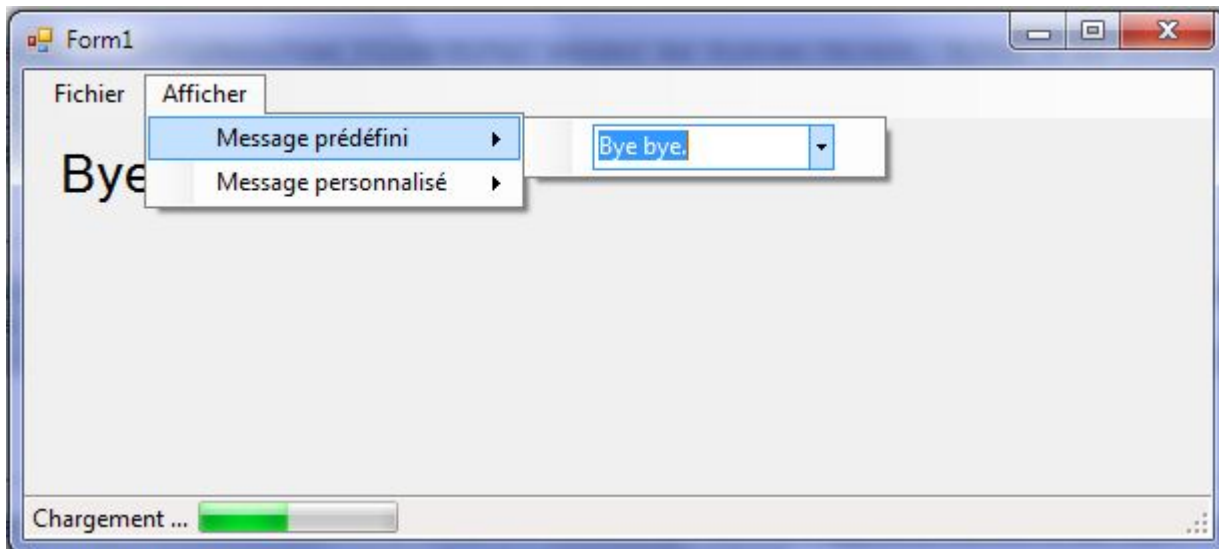 Form1
Fichier Afficher
Message prédéfini Bye bye.
Bye
Message personnalisé
Chargement ...